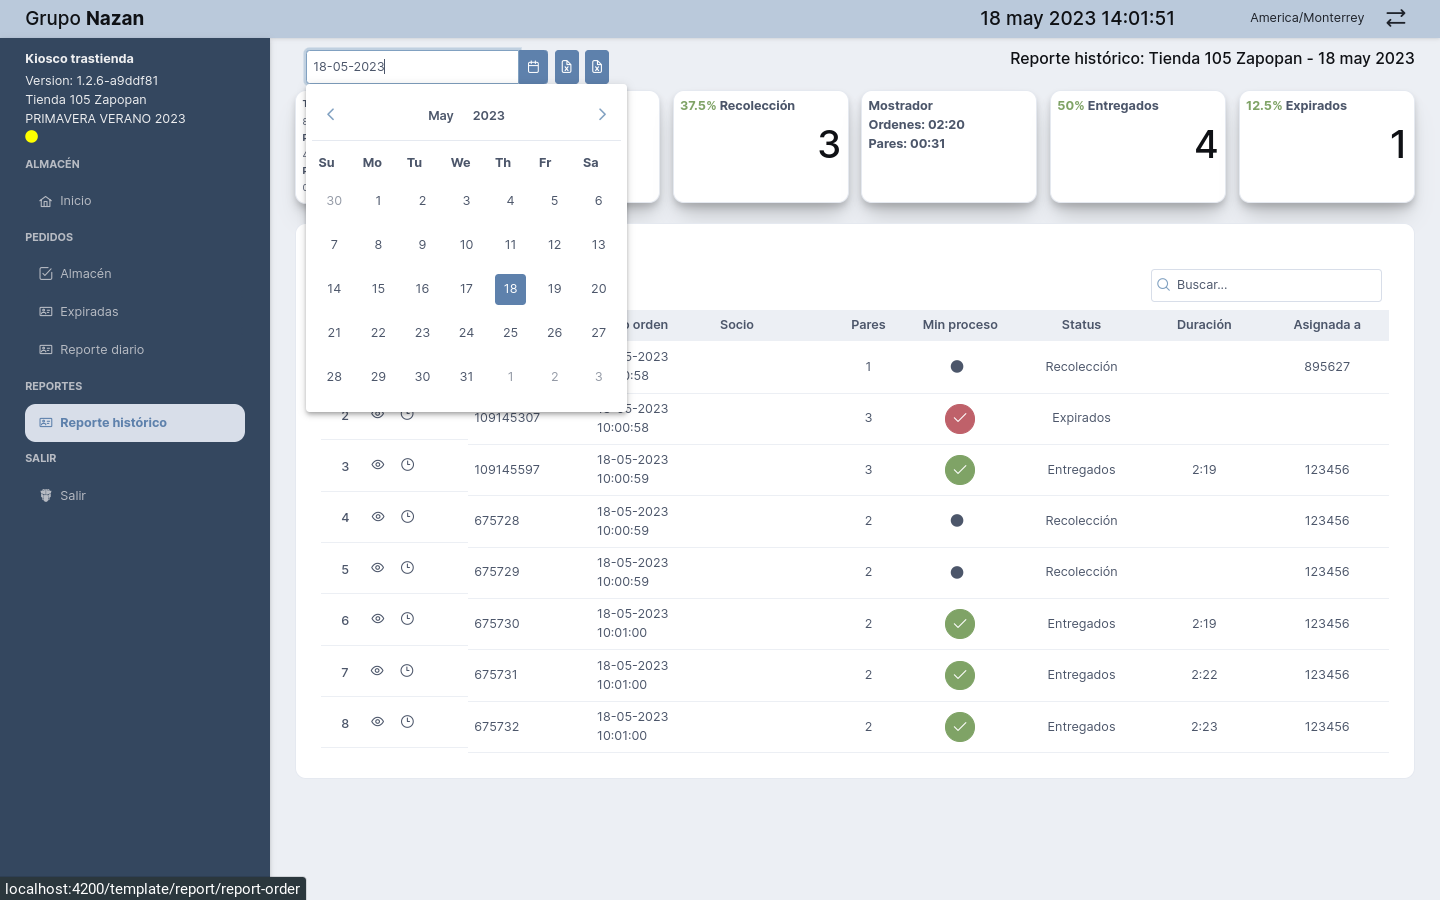 Grupo Nazan
18 may 2023 14:01:51
America/Monterrey
Kiosco trastienda
Version: 1.2.6-a9ddf81
Tienda 105 Zapopan
PRIMAVERA VERANO 2023
ALMACÉN
Inicio
PEDIDOS
Almacén
Expiradas
Reporte diario
REPORTES
Reporte histórico
SALIR
Salir
18-05-2023
Reporte histórico: Tienda 105 Zapopan - 18 may 2023
May 2023
Su Mo Tu We Th Fr Sa
30 1 2 3 4 5 6
7 8 9 10 11 12 13
14 15 16 17 18 19 20
21 22 23 24 25 26 27
28 29 30 31 1 2 3
37.5% Recolección
3
Mostrador
Ordenes: 02:20
Pares: 00:31
50% Entregados
4
12.5% Expirados
1
Buscar...
orden Socio Pares Min proceso Status Duración Asignada a
5-2023
:58
1 Recolección 895627
2 109145307 18-05-2023
10:00:58
3 Expirados
3 109145597 18-05-2023
10:00:59
3 Entregados 2:19 123456
4 675728 18-05-2023
10:00:59
2 Recolección 123456
5 675729 18-05-2023
10:00:59
2 Recolección 123456
6 675730 18-05-2023
10:01:00
2 Entregados 2:19 123456
7 675731 18-05-2023
10:01:00
2 Entregados 2:22 123456
8 675732 18-05-2023
10:01:00
2 Entregados 2:23 123456
localhost:4200/template/report/report-order